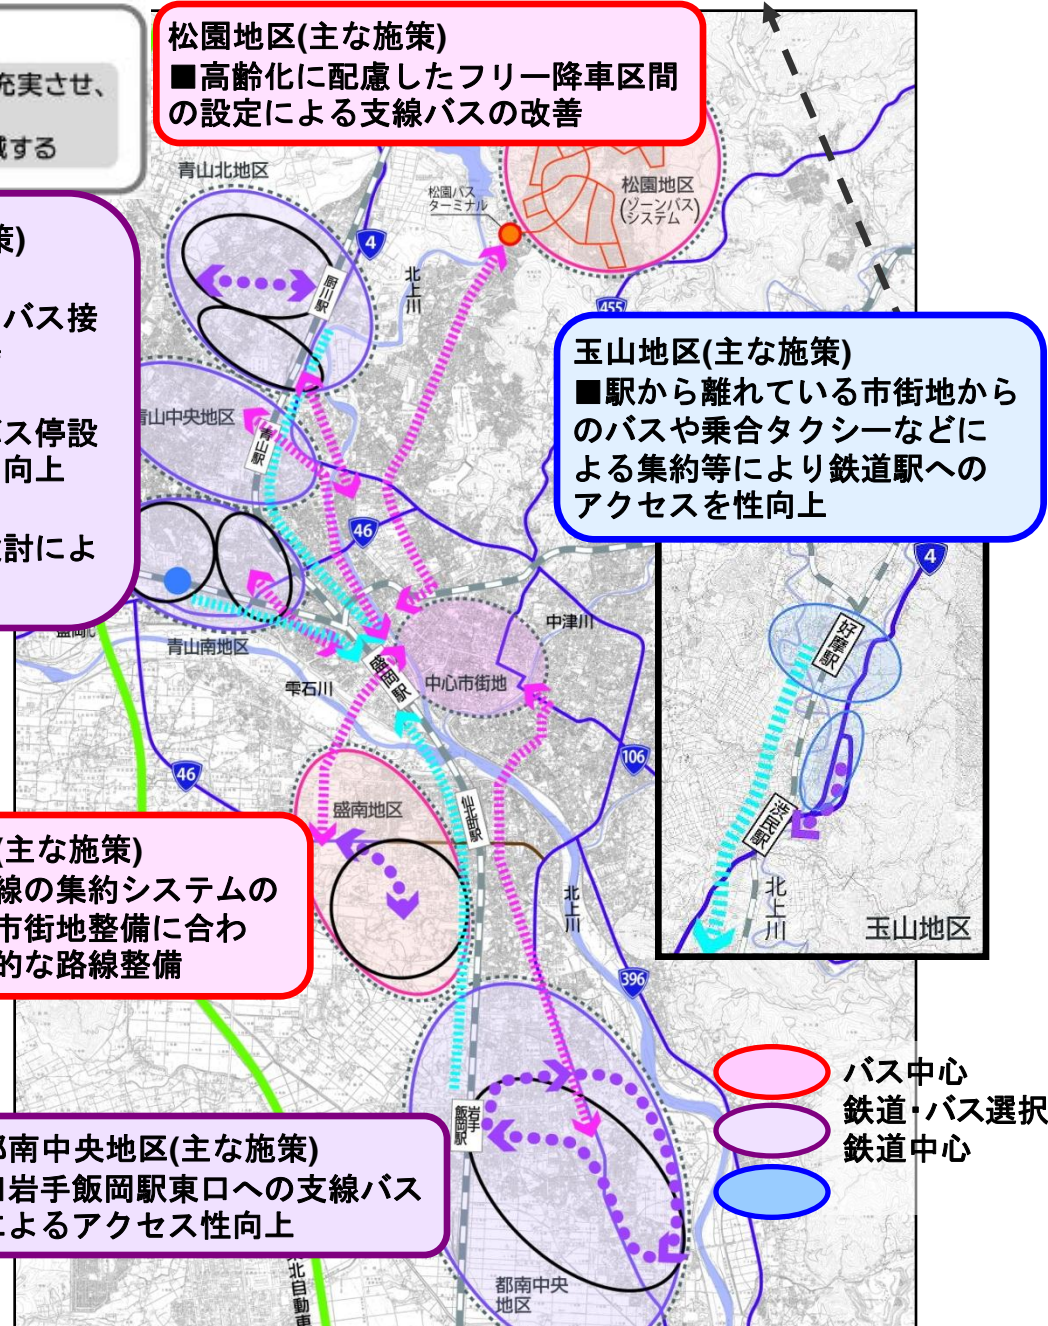 充実させ、
減する
松園地区(主な施策)
■高齢化に配慮したフリー降車区間
の設定による支線バスの改善
青山北地区
松園バス
ターミナル
松園地区
(ゾーンバス)
システム
4
厨川駅
北上川
455
策)
バス接
バス停設
向上
討によ
青山中央地区
青山駅
46
玉山地区(主な施策)
■駅から離れている市街地から
のバスや乗合タクシーなどに
よる集約等により鉄道駅への
アクセスを性向上
4
好摩駅
渋民駅
北上川
玉山地区
中津川
青山南地区
雫石川
盛岡駅
中心市街地
106
46
盛南地区
仙北町駅
(主な施策)
線の集約システムの
市街地整備に合わ
的な路線整備
北上川
396
バス中心
鉄道・バス選択
鉄道中心
岩手飯岡駅
都南中央地区(主な施策)
岩手飯岡駅東口への支線バス
によるアクセス性向上
都南中央
地区
東北自動車